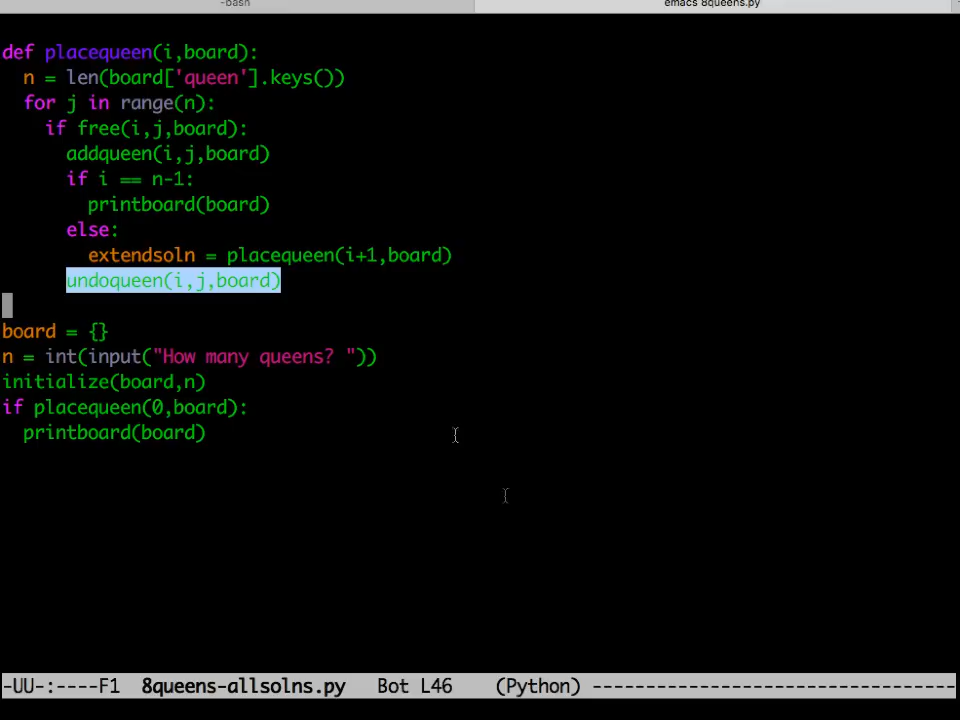 -bash
emacs 8queens.py
def placequeen(i,board):
  n = len(board['queen'].keys())
  for j in range(n):
    if free(i,j,board):
      addqueen(i,j,board)
      if i == n-1:
        printboard(board)
      else:
        extendsoln = placequeen(i+1,board)
      undoqueen(i,j,board)
board = {}
n = int(input("How many queens? "))
initialize(board,n)
if placequeen(0,board):
  printboard(board)
-UU-:----F1  8queens-allsolns.py   Bot L46    (Python) ----------------------------------